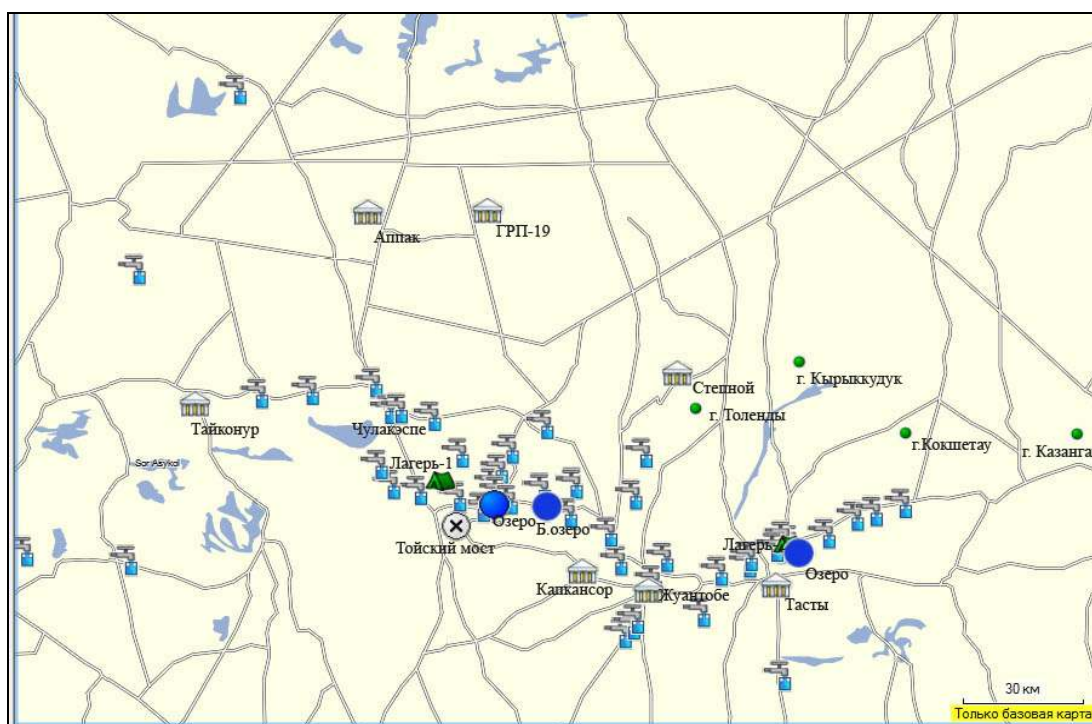 Аппак
ГРП-19
Степной
г. Кырыккудук
г. Толенды
г.Кокшетау
г. Казанга
Тайконур
Чулакэспе
Sor Asykol
Лагерь-1
Озеро
Б.озеро
Тойский мост
Лагерь
Озеро
Капкансор
Жуантобе
Тасты
30 км
Только базовая карта